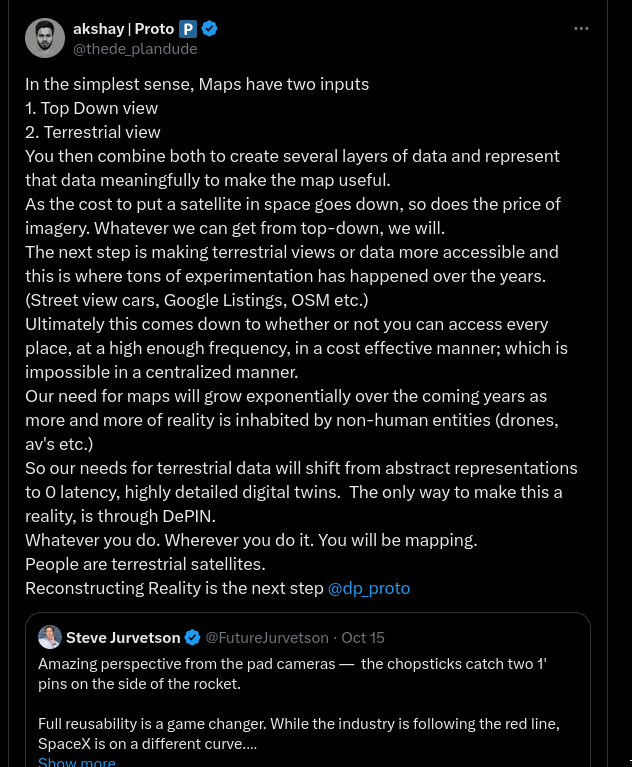 akshay | Proto 🅿️
@thede_plandude
In the simplest sense, Maps have two inputs
1. Top Down view
2. Terrestrial view
You then combine both to create several layers of data and represent
that data meaningfully to make the map useful.
As the cost to put a satellite in space goes down, so does the price of
imagery. Whatever we can get from top-down, we will.
The next step is making terrestrial views or data more accessible and
this is where tons of experimentation has happened over the years.
(Street view cars, Google Listings, OSM etc.)
Ultimately this comes down to whether or not you can access every
place, at a high enough frequency, in a cost effective manner; which is
impossible in a centralized manner.
Our need for maps will grow exponentially over the coming years as
more and more of reality is inhabited by non-human entities (drones,
av's etc.)
So our needs for terrestrial data will shift from abstract representations
to 0 latency, highly detailed digital twins.  The only way to make this a
reality, is through DePIN.
Whatever you do. Wherever you do it. You will be mapping.
People are terrestrial satellites.
Reconstructing Reality is the next step @dp_proto
Steve Jurvetson @FutureJurvetson · Oct 15
Amazing perspective from the pad cameras — the chopsticks catch two 1'
pins on the side of the rocket.
Full reusability is a game changer. While the industry is following the red line,
SpaceX is on a different curve....
Show more